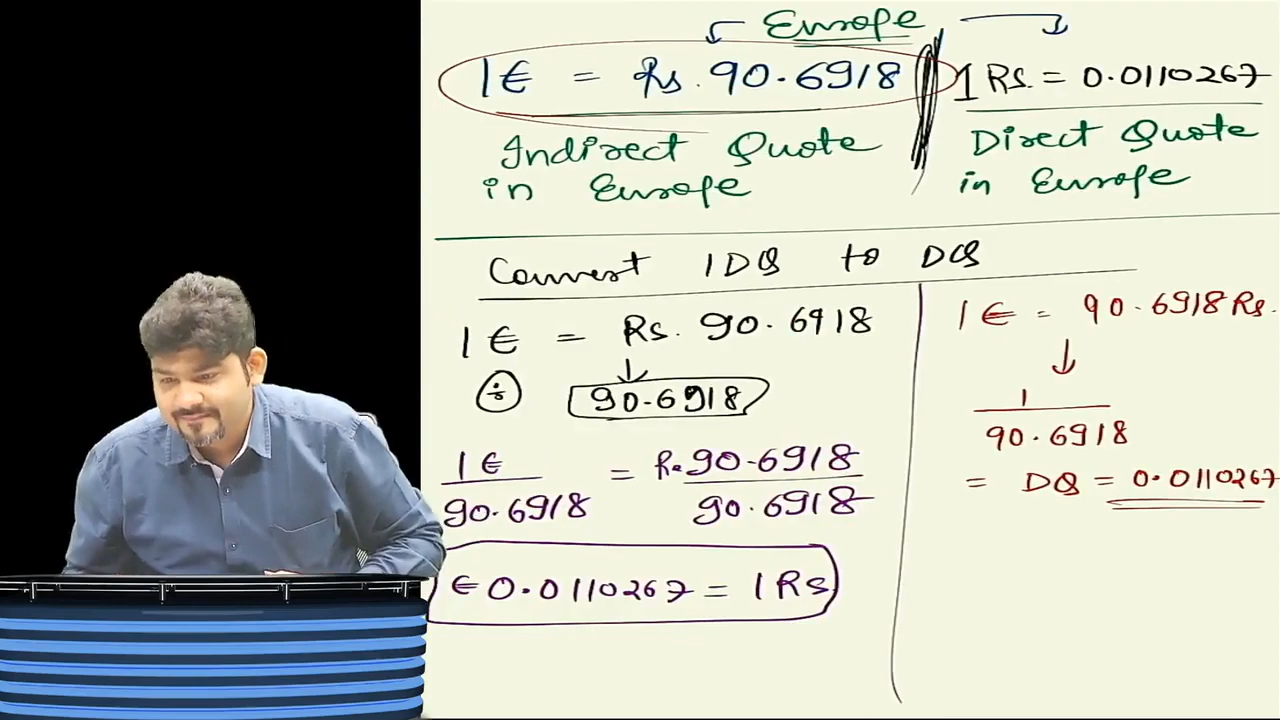 Europe
1€ = Rs. 90.6918
1 Rs. = 0.0110267
Indirect Quote
in Europe
Direct Quote
in Europe
Convert IDQ to DQ
1€ = Rs. 90.6918
÷ 90.6918
1€ = Rs. 90.6918
90.6918 90.6918
€0.0110267 = 1 Rs
1€ = 90.6918 Rs.
1
90.6918
= DQ = 0.0110267